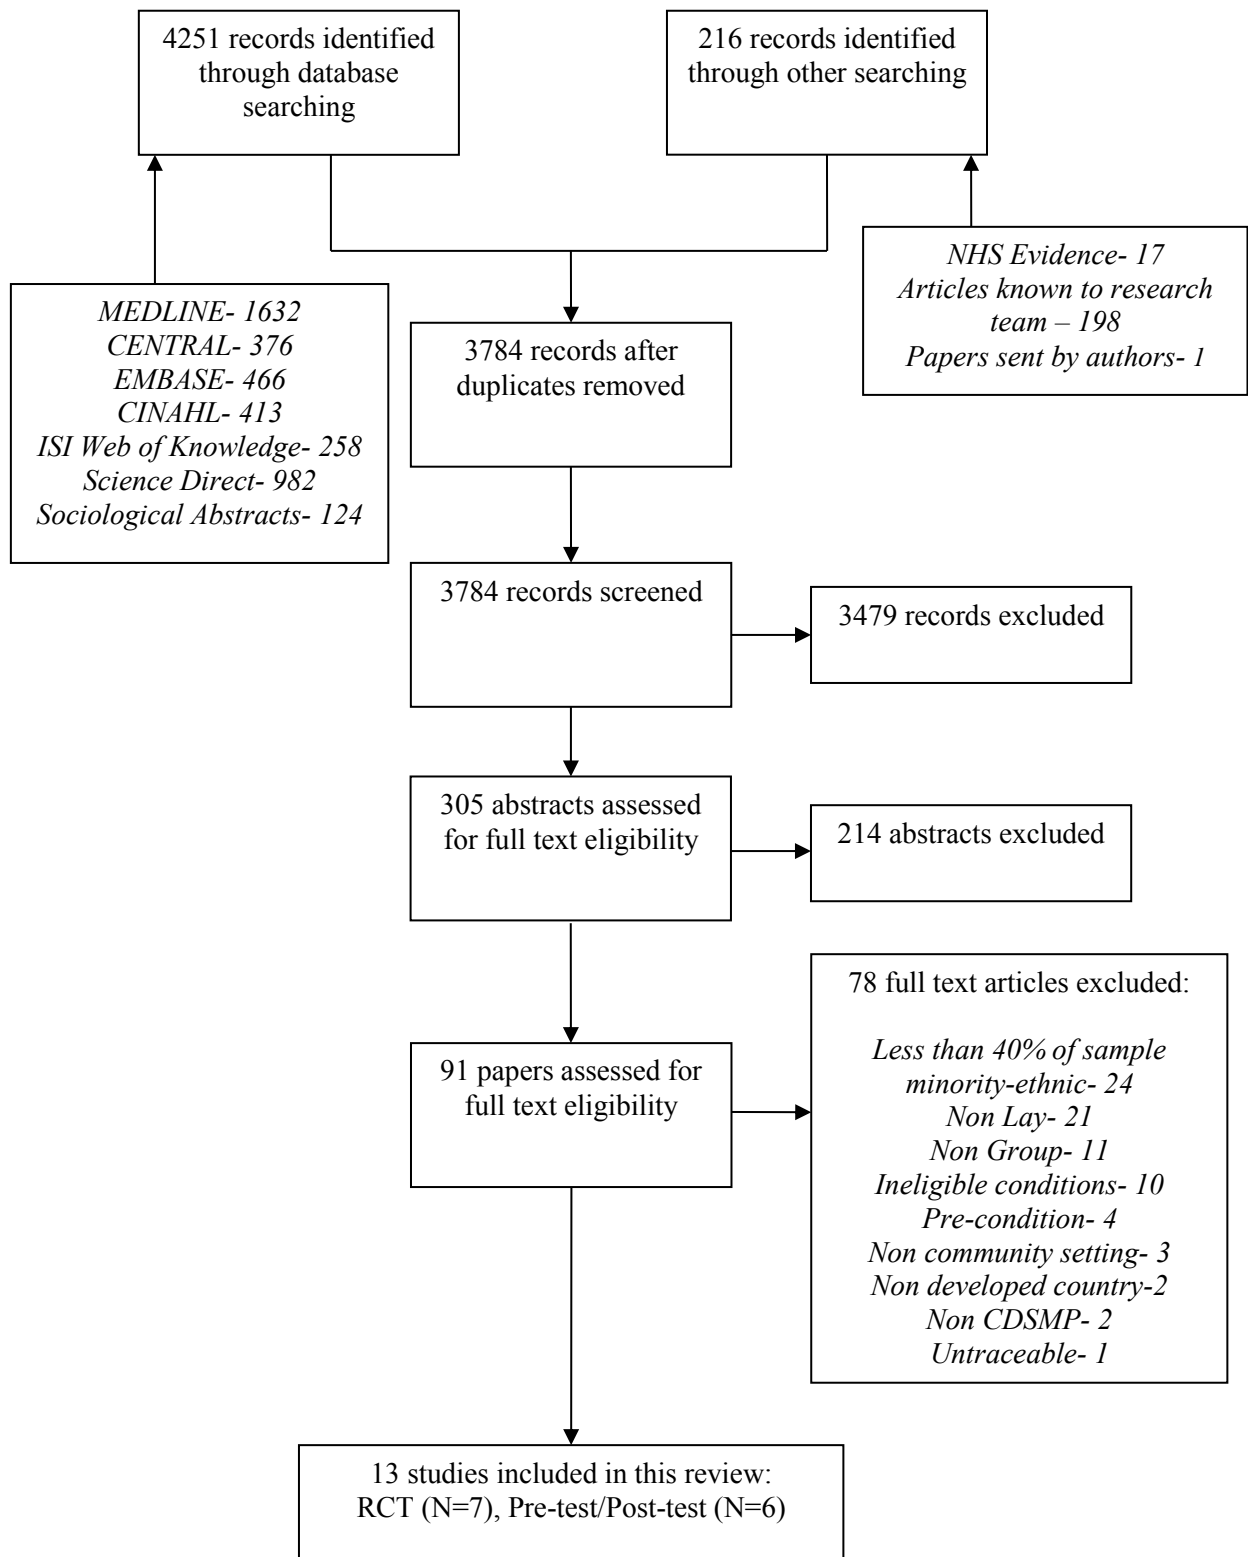 4251 records identified
through database
searching
216 records identified
through other searching
MEDLINE- 1632
CENTRAL- 376
EMBASE- 466
CINAHL- 413
ISI Web of Knowledge- 258
Science Direct- 982
Sociological Abstracts- 124
NHS Evidence- 17
Articles known to research
team – 198
Papers sent by authors- 1
3784 records after
duplicates removed
3784 records screened
3479 records excluded
305 abstracts assessed
for full text eligibility
214 abstracts excluded
91 papers assessed for
full text eligibility
78 full text articles excluded:
Less than 40% of sample
minority-ethnic- 24
Non Lay- 21
Non Group- 11
Ineligible conditions- 10
Pre-condition- 4
Non community setting- 3
Non developed country-2
Non CDSMP- 2
Untraceable- 1
13 studies included in this review:
RCT (N=7), Pre-test/Post-test (N=6)